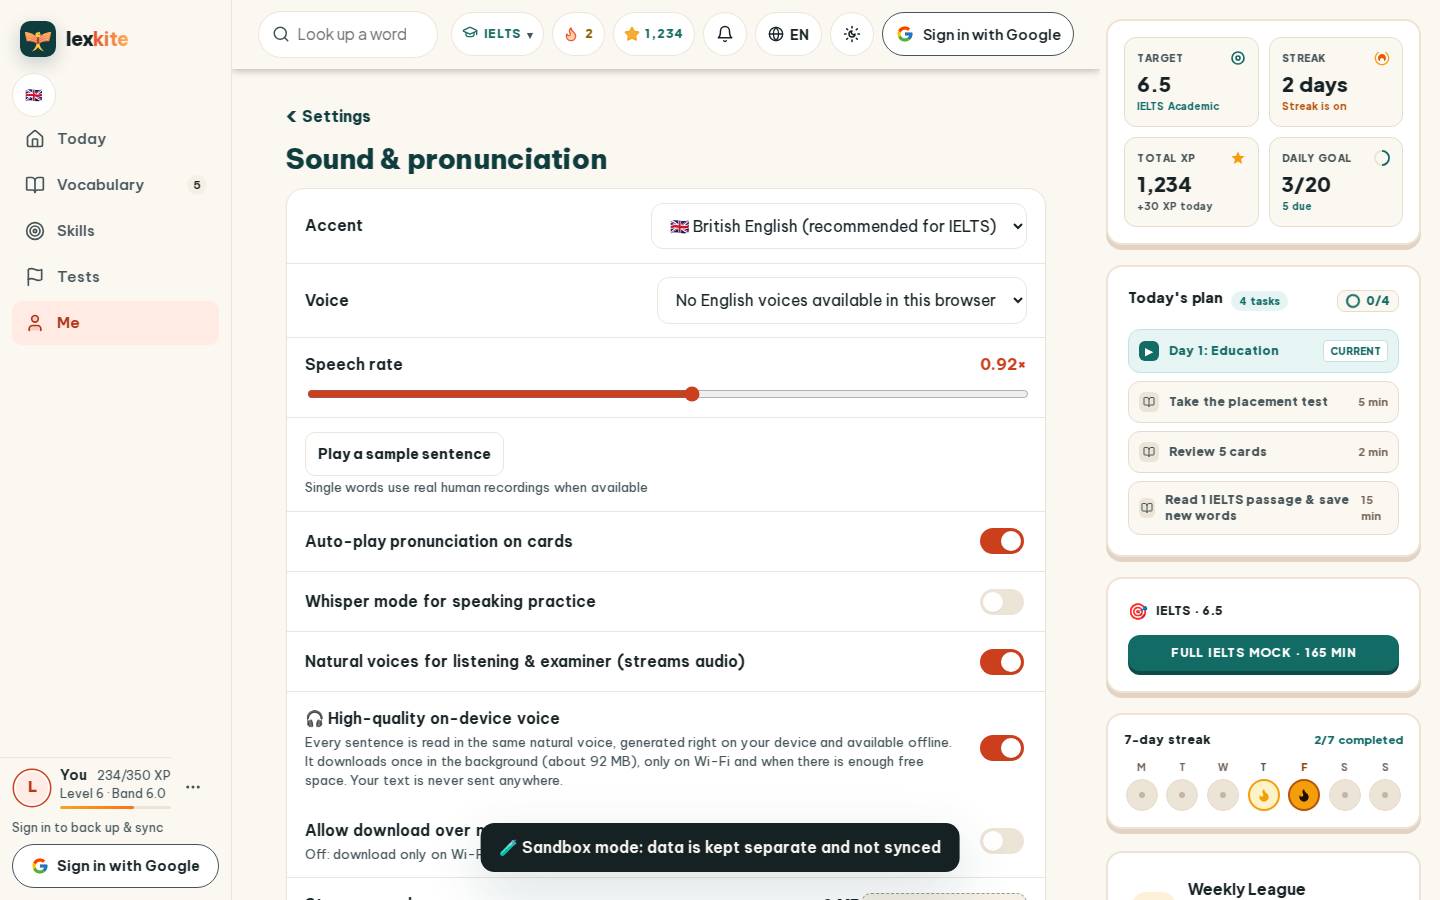 lexkite
Today
Vocabulary 5
Skills
Tests
Me
L
You 234/350 XP
Level 6 · Band 6.0
Sign in to back up & sync
Sign in with Google
Look up a word
IELTS ▾
2
1,234
EN
Sign in with Google
Settings
Sound & pronunciation
Accent
🇬🇧 British English (recommended for IELTS)
Voice
No English voices available in this browser
Speech rate 0.92×
Play a sample sentence
Single words use real human recordings when available
Auto-play pronunciation on cards
Whisper mode for speaking practice
Natural voices for listening & examiner (streams audio)
🎧 High-quality on-device voice
Every sentence is read in the same natural voice, generated right on your device and available offline.
It downloads once in the background (about 92 MB), only on Wi-Fi and when there is enough free
space. Your text is never sent anywhere.
Allow download over
Off: download only on
🧪 Sandbox mode: data is kept separate and not synced
TARGET
6.5
IELTS Academic
STREAK
2 days
Streak is on
TOTAL XP
1,234
+30 XP today
DAILY GOAL
3/20
5 due
Today's plan 4 tasks 0/4
Day 1: Education CURRENT
Take the placement test 5 min
Review 5 cards 2 min
Read 1 IELTS passage & save
new words
15
min
🎯 IELTS · 6.5
FULL IELTS MOCK · 165 MIN
7-day streak 2/7 completed
M T W T F S S
Weekly League